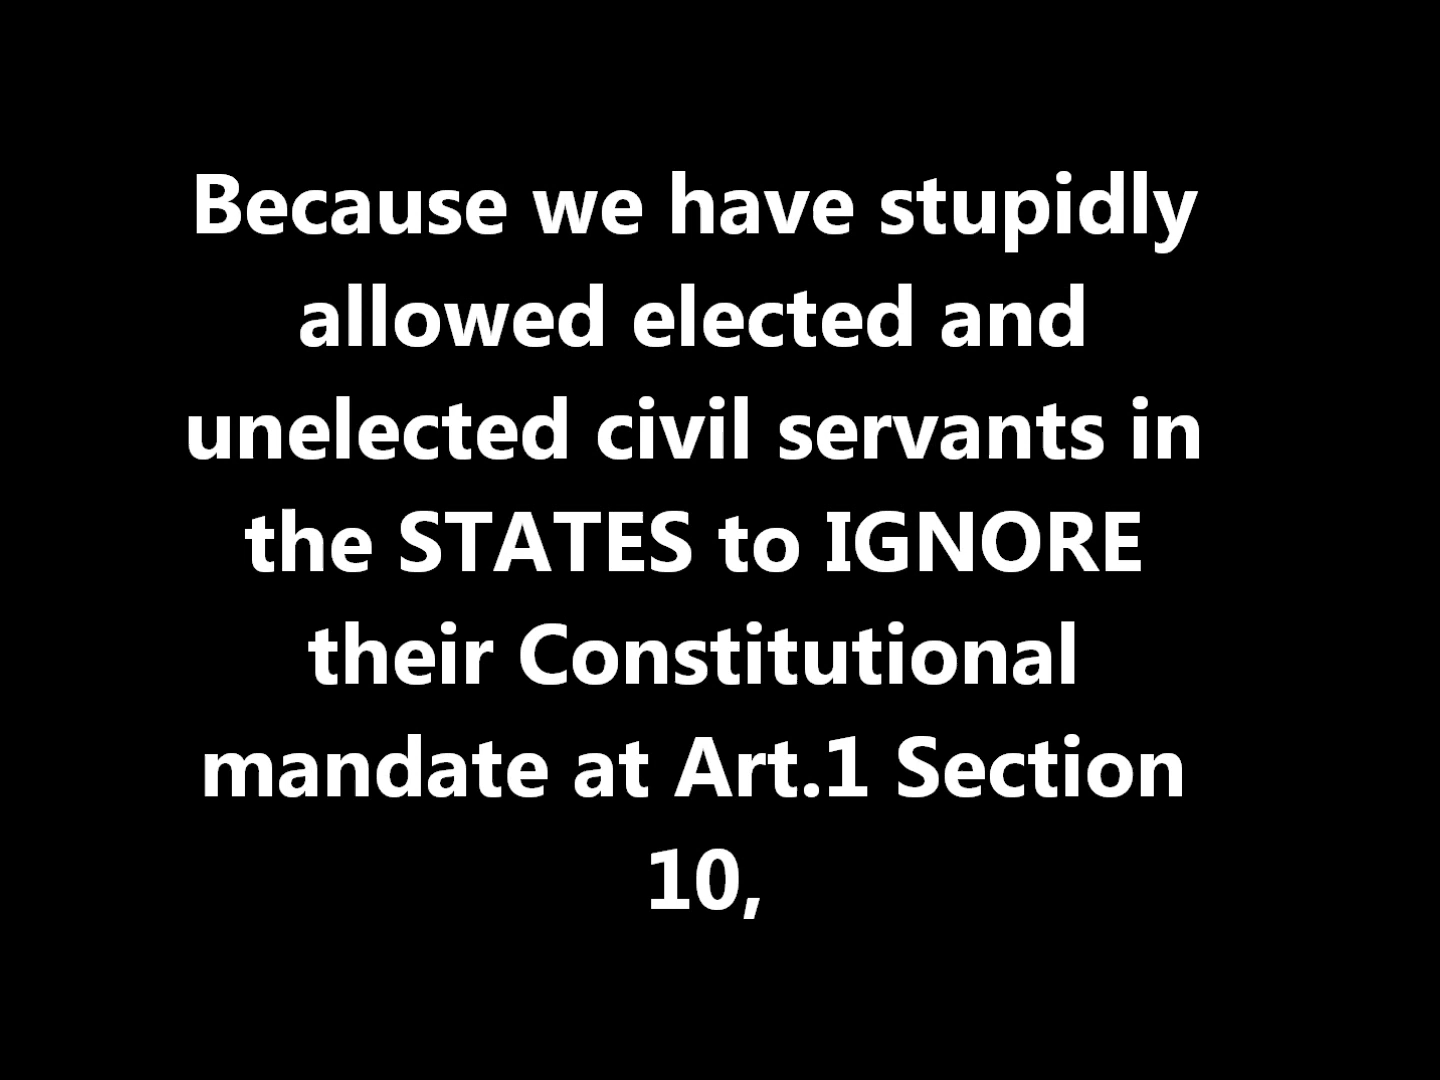 Because we have stupidly
allowed elected and
unelected civil servants in
the STATES to IGNORE
their Constitutional
mandate at Art.1 Section
10,